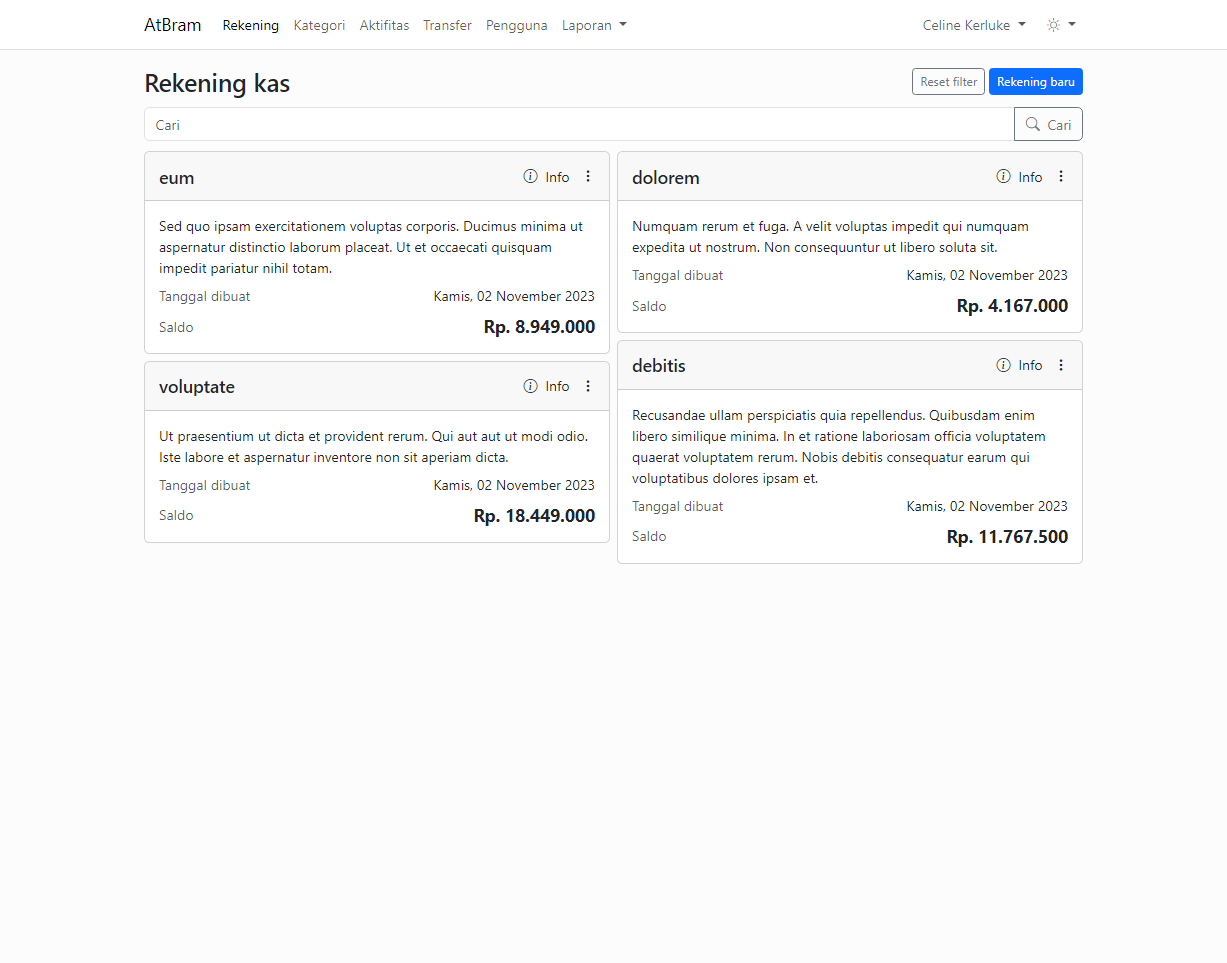 AtBram Rekening Kategori Aktifitas Transfer Pengguna Laporan Celine Kerluke
Rekening kas Reset filter Rekening baru
Cari Cari
eum Info
Sed quo ipsam exercitationem voluptas corporis. Ducimus minima ut
aspernatur distinctio laborum placeat. Ut et occaecati quisquam
impedit pariatur nihil totam.
Tanggal dibuat Kamis, 02 November 2023
Saldo Rp. 8.949.000
voluptate Info
Ut praesentium ut dicta et provident rerum. Qui aut aut ut modi odio.
Iste labore et aspernatur inventore non sit aperiam dicta.
Tanggal dibuat Kamis, 02 November 2023
Saldo Rp. 18.449.000
dolorem Info
Numquam rerum et fuga. A velit voluptas impedit qui numquam
expedita ut nostrum. Non consequuntur ut libero soluta sit.
Tanggal dibuat Kamis, 02 November 2023
Saldo Rp. 4.167.000
debitis Info
Recusandae ullam perspiciatis quia repellendus. Quibusdam enim
libero similique minima. In et ratione laboriosam officia voluptatem
quaerat voluptatem rerum. Nobis debitis consequatur earum qui
voluptatibus dolores ipsam et.
Tanggal dibuat Kamis, 02 November 2023
Saldo Rp. 11.767.500